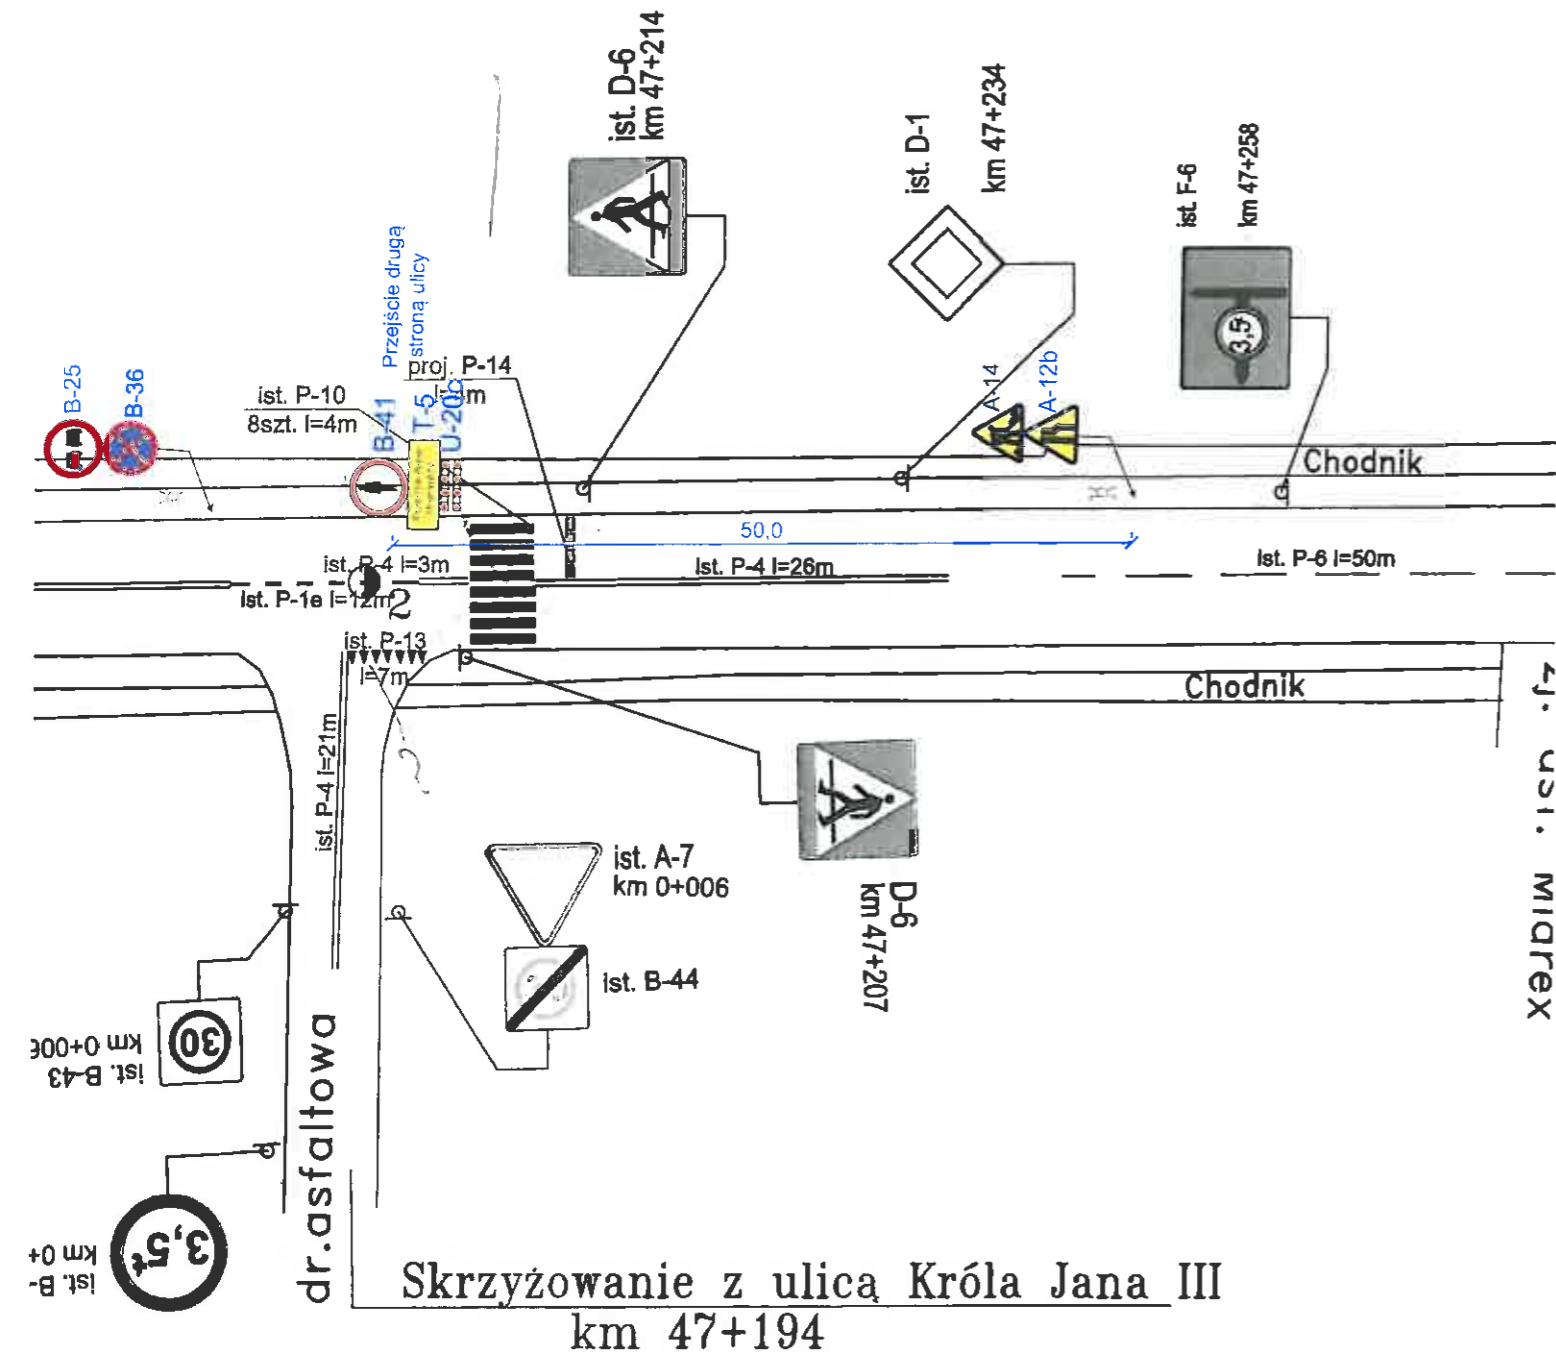 ist. D-6
km 47+214
ist. D-1
km 47+234
ist. F-6
km 47+258
3,5t
Przejście drugą
stroną ulicy
proj. P-14
ist. P-10
8szt. l=4m
B-25
B-36
B-41
T-5
U-20c
A-14
A-12b
Chodnik
50,0
ist. P-4 l=3m
ist. P-4 l=26m
ist. P-6 l=50m
ist. P-1e l=12m
2
ist. P-13
l=7m
Chodnik
ist. P-4 l=21m
D-6
km 47+207
ist. A-7
km 0+006
ist. B-44
ist. B-43
km 0+006
30
3,5t
ist. B-
km 0+
dr.asfaltowa
Miarex
Skrzyżowanie z ulicą Króla Jana III
km 47+194